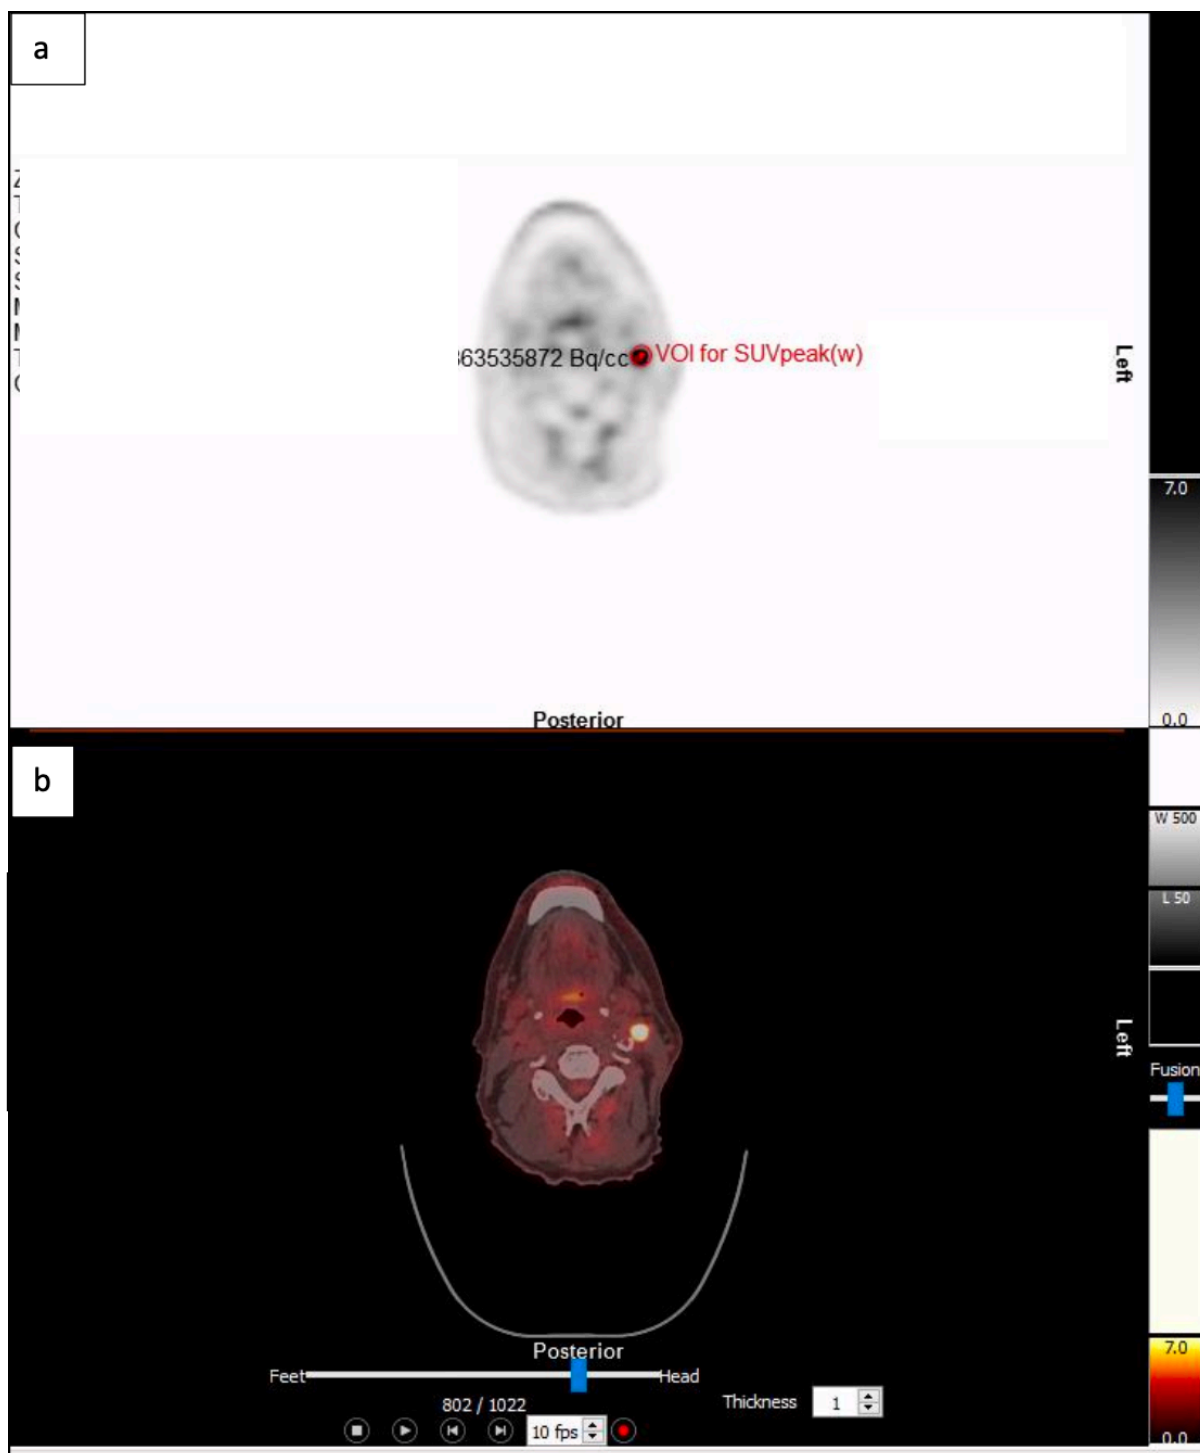 a
363535872 Bq/cc VOI for SUVpeak(w)
Left
7.0
0.0
Posterior
b
W 500
L 50
Left
Fusion
7.0
0.0
Posterior
Feet Head
802 / 1022
Thickness 1
10 fps